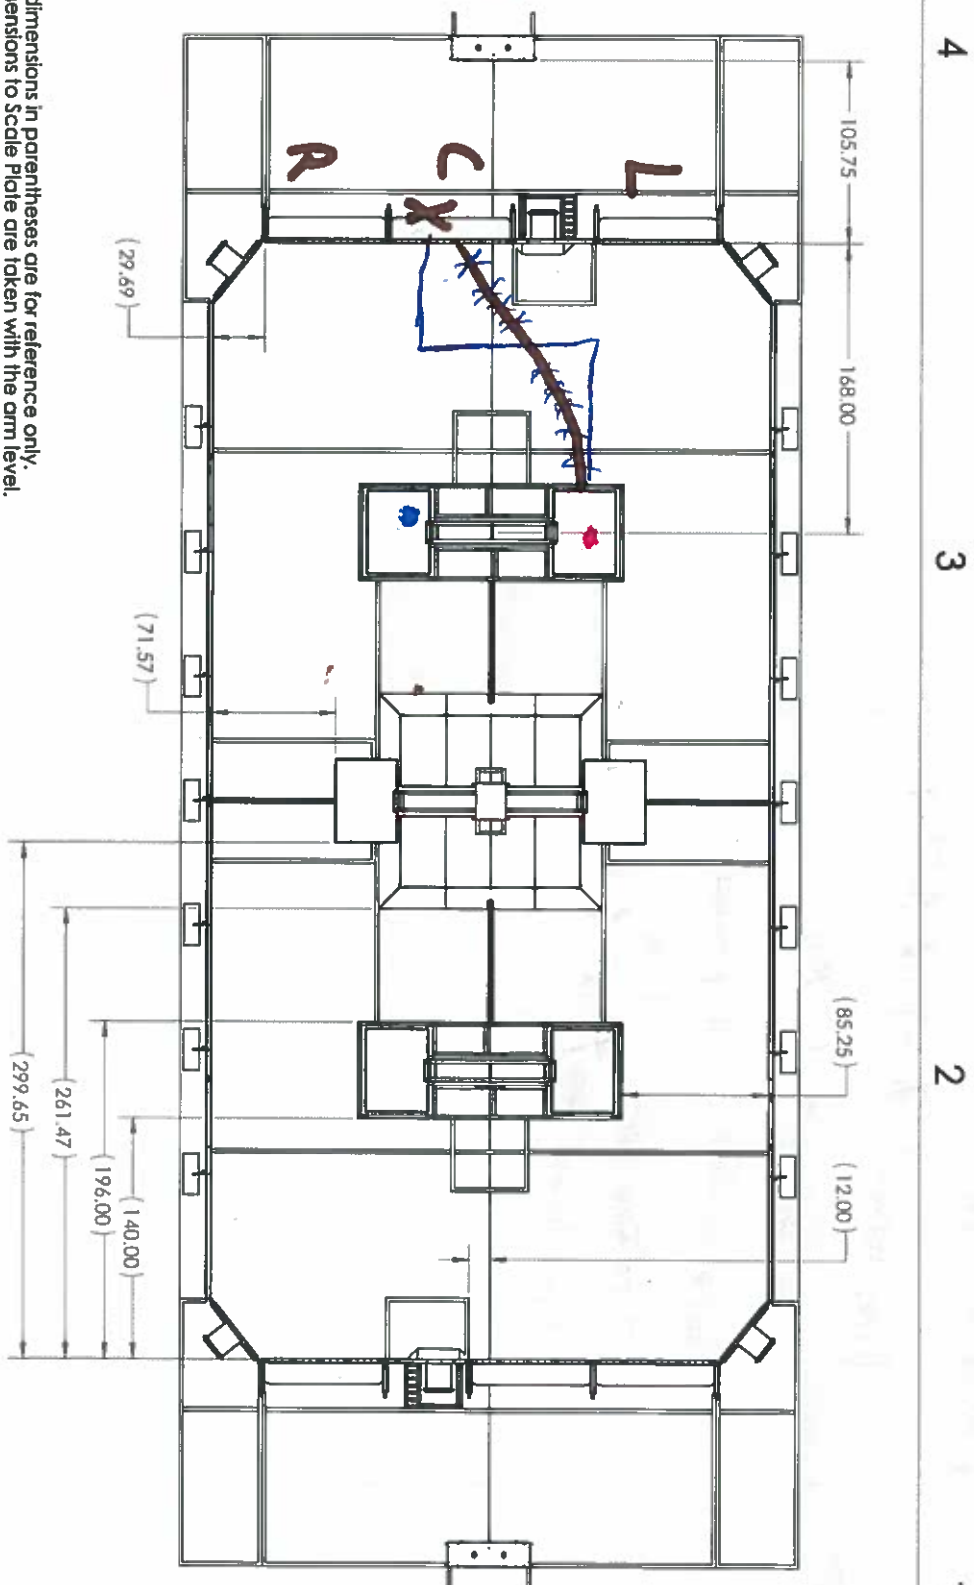 4
3
2
105.75
168.00
L
C
X
R
(29.69)
(71.57)
(85.25)
(12.00)
(299.65)
(261.47)
(196.00)
(140.00)
dimensions in parentheses are for reference only.
ensions to Scale Plate are taken with the arm level.